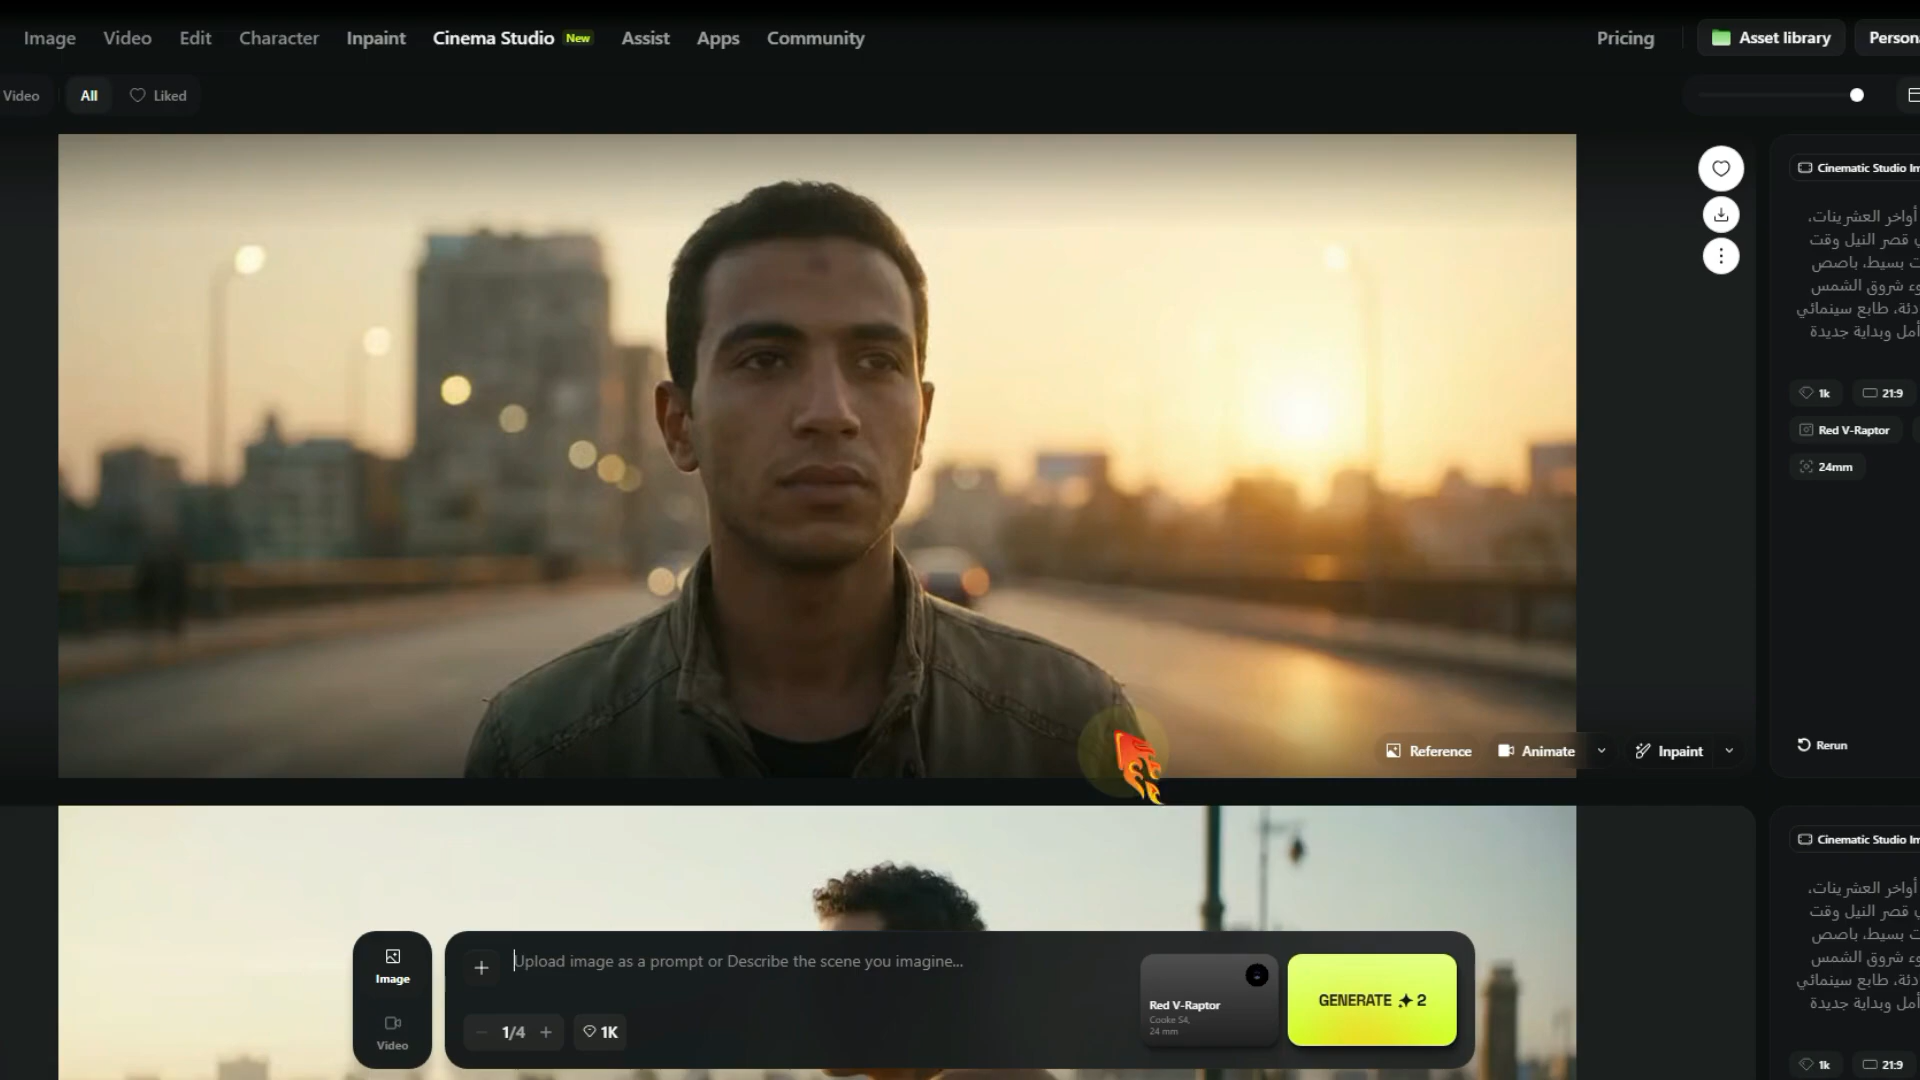 Image Video Edit Character Inpaint Cinema Studio New Assist Apps Community Pricing Asset library
Video All Liked
Cinematic Studio
أواخر العشرينات،
قصر النيل وقت
بسيط، باصص
شروق الشمس
طابع سينمائي
وبداية جديدة
1k 21:9
Red V-Raptor
24mm
Reference Animate Inpaint
Rerun
Cinematic Studio
أواخر العشرينات،
قصر النيل وقت
بسيط، باصص
شروق الشمس
طابع سينمائي
وبداية جديدة
1k 21:9
Image
Video
Upload image as a prompt or Describe the scene you imagine...
1/4 1K
Red V-Raptor
Cooke S4,
24 mm
GENERATE 2